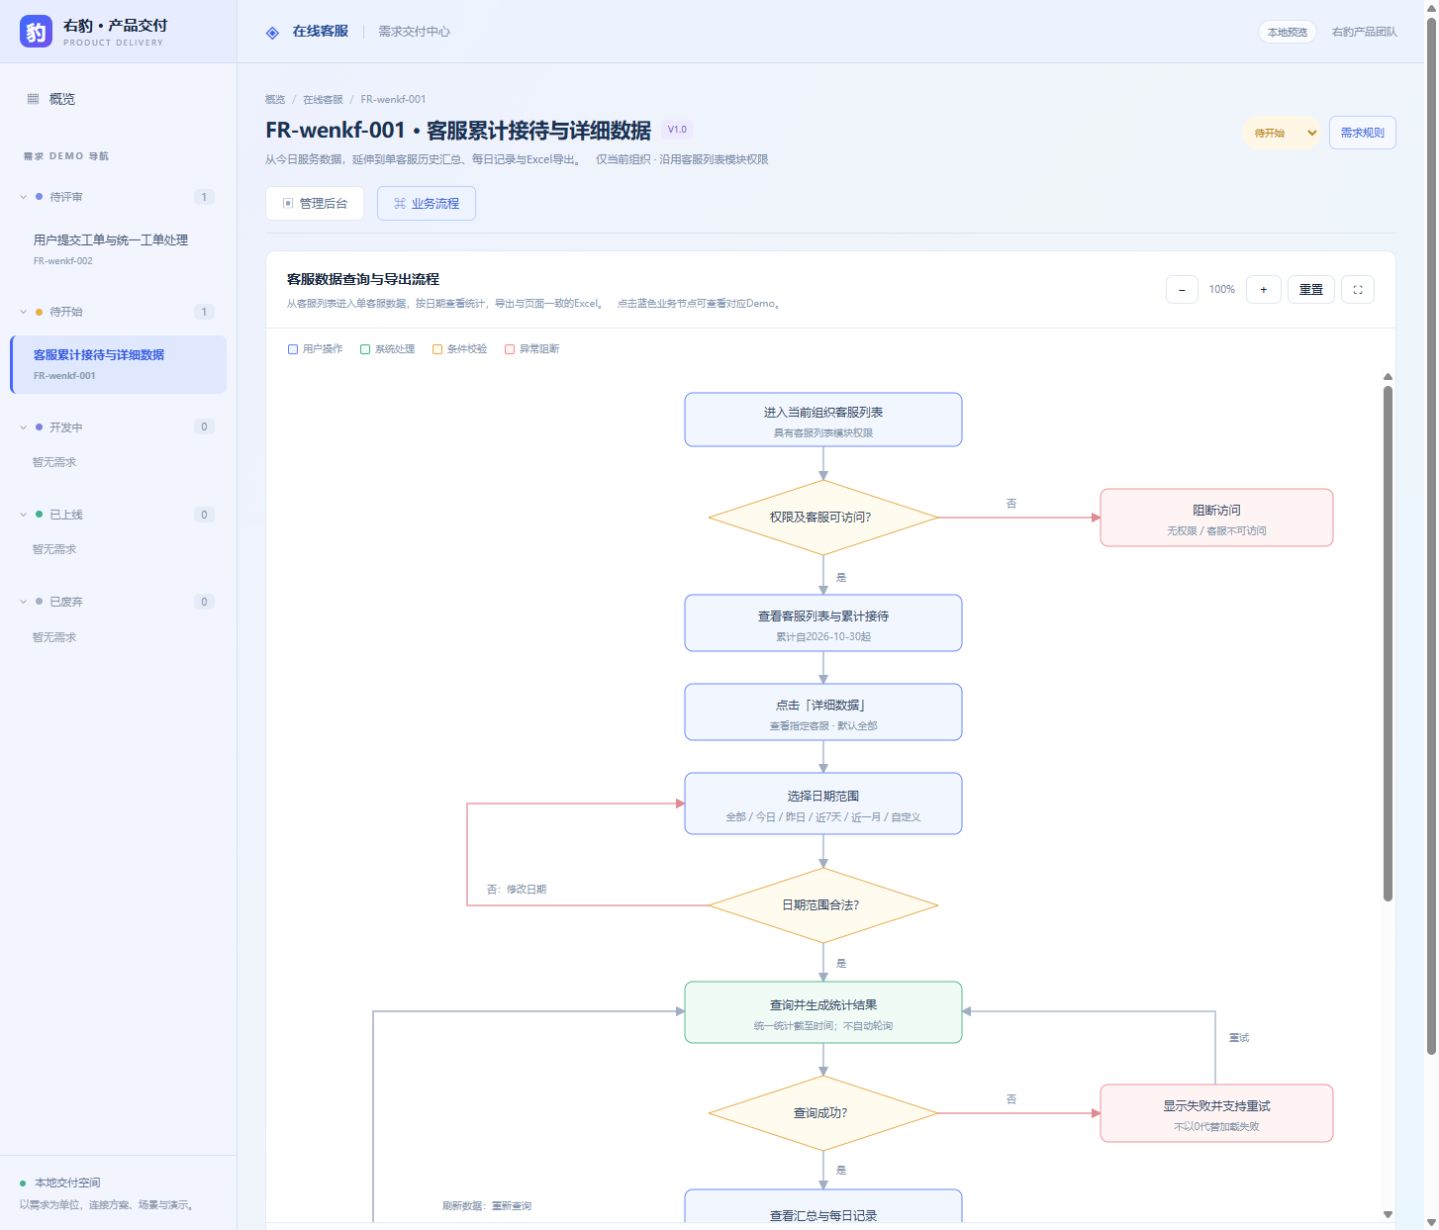 豹
右豹·产品交付
PRODUCT DELIVERY
概览
需求 DEMO 导航
待评审
1
用户提交工单与统一工单处理
FR-wenkf-002
待开始
1
客服累计接待与详细数据
FR-wenkf-001
开发中
0
暂无需求
已上线
0
暂无需求
已废弃
0
暂无需求
本地交付空间
以需求为单位，连接方案、场景与演示。
在线客服
需求交付中心
本地预览
右豹产品团队
概览 / 在线客服 / FR-wenkf-001
FR-wenkf-001 · 客服累计接待与详细数据 V1.0
待开始
需求规则
从今日服务数据，延伸到单客服历史汇总、每日记录与Excel导出。 仅当前组织 · 沿用客服列表模块权限
管理后台
业务流程
客服数据查询与导出流程
从客服列表进入单客服数据，按日期查看统计，导出与页面一致的Excel。 点击蓝色业务节点可查看对应Demo。
− 100% + 重置
用户操作 系统处理 条件校验 异常阻断
进入当前组织客服列表
具有客服列表模块权限
权限及客服可访问?
否
阻断访问
无权限 / 客服不可访问
是
查看客服列表与累计接待
累计自2026-10-30起
点击「详细数据」
查看指定客服 · 默认全部
选择日期范围
全部 / 今日 / 昨日 / 近7天 / 近一月 / 自定义
否：修改日期
日期范围合法?
是
查询并生成统计结果
统一统计截至时间；不自动轮询
重试
查询成功?
否
显示失败并支持重试
不以0代替加载失败
是
刷新数据：重新查询
查看汇总与每日记录